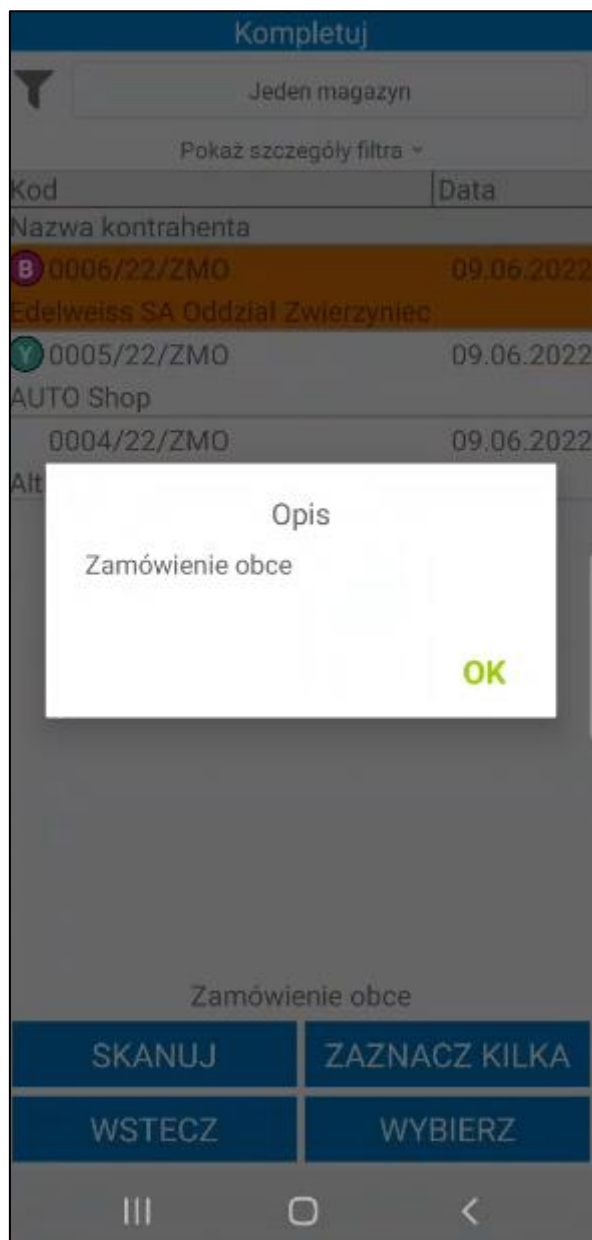 Kompletuj
Jeden magazyn
Pokaż szczegóły filtra
Kod Data
Nazwa kontrahenta
B 0006/22/ZMO 09.06.2022
Edelweiss SA Oddzial Zwierzyniec
Y 0005/22/ZMO 09.06.2022
AUTO Shop
0004/22/ZMO 09.06.2022
Alt
Opis
Zamówienie obce
OK
Zamówienie obce
SKANUJ ZAZNACZ KILKA
WSTECZ WYBIERZ